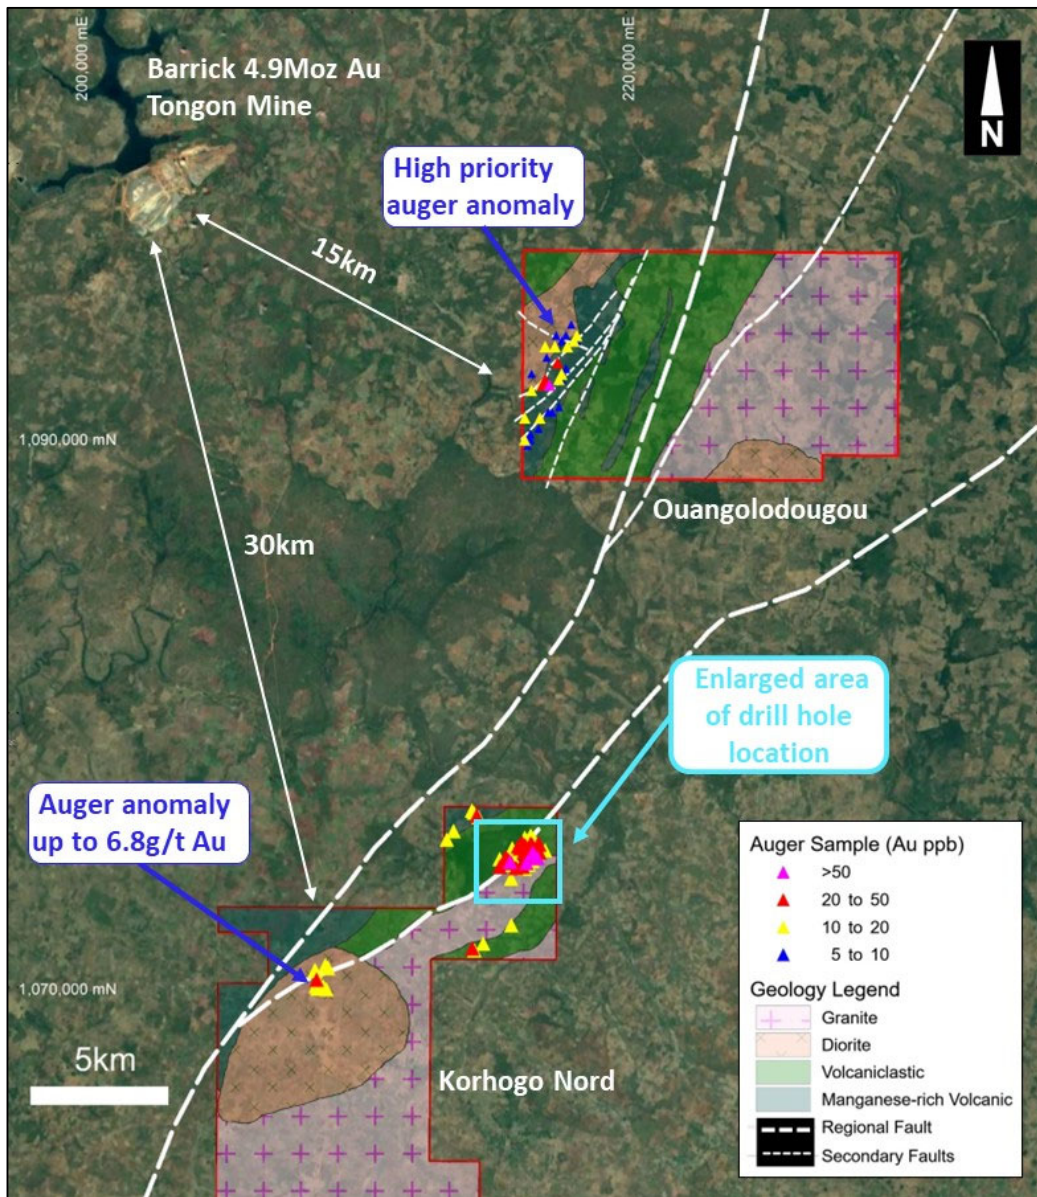 200,000 mE
220,000 mE
Barrick 4.9Moz Au
Tongon Mine
N
High priority
auger anomaly
15km
1,090,000 mN
Ouangolodougou
30km
Enlarged area
of drill hole
location
Auger anomaly
up to 6.8g/t Au
1,070,000 mN
5km
Korhogo Nord
Auger Sample (Au ppb)
>50
20 to 50
10 to 20
5 to 10
Geology Legend
Granite
Diorite
Volcaniclastic
Manganese-rich Volcanic
Regional Fault
Secondary Faults